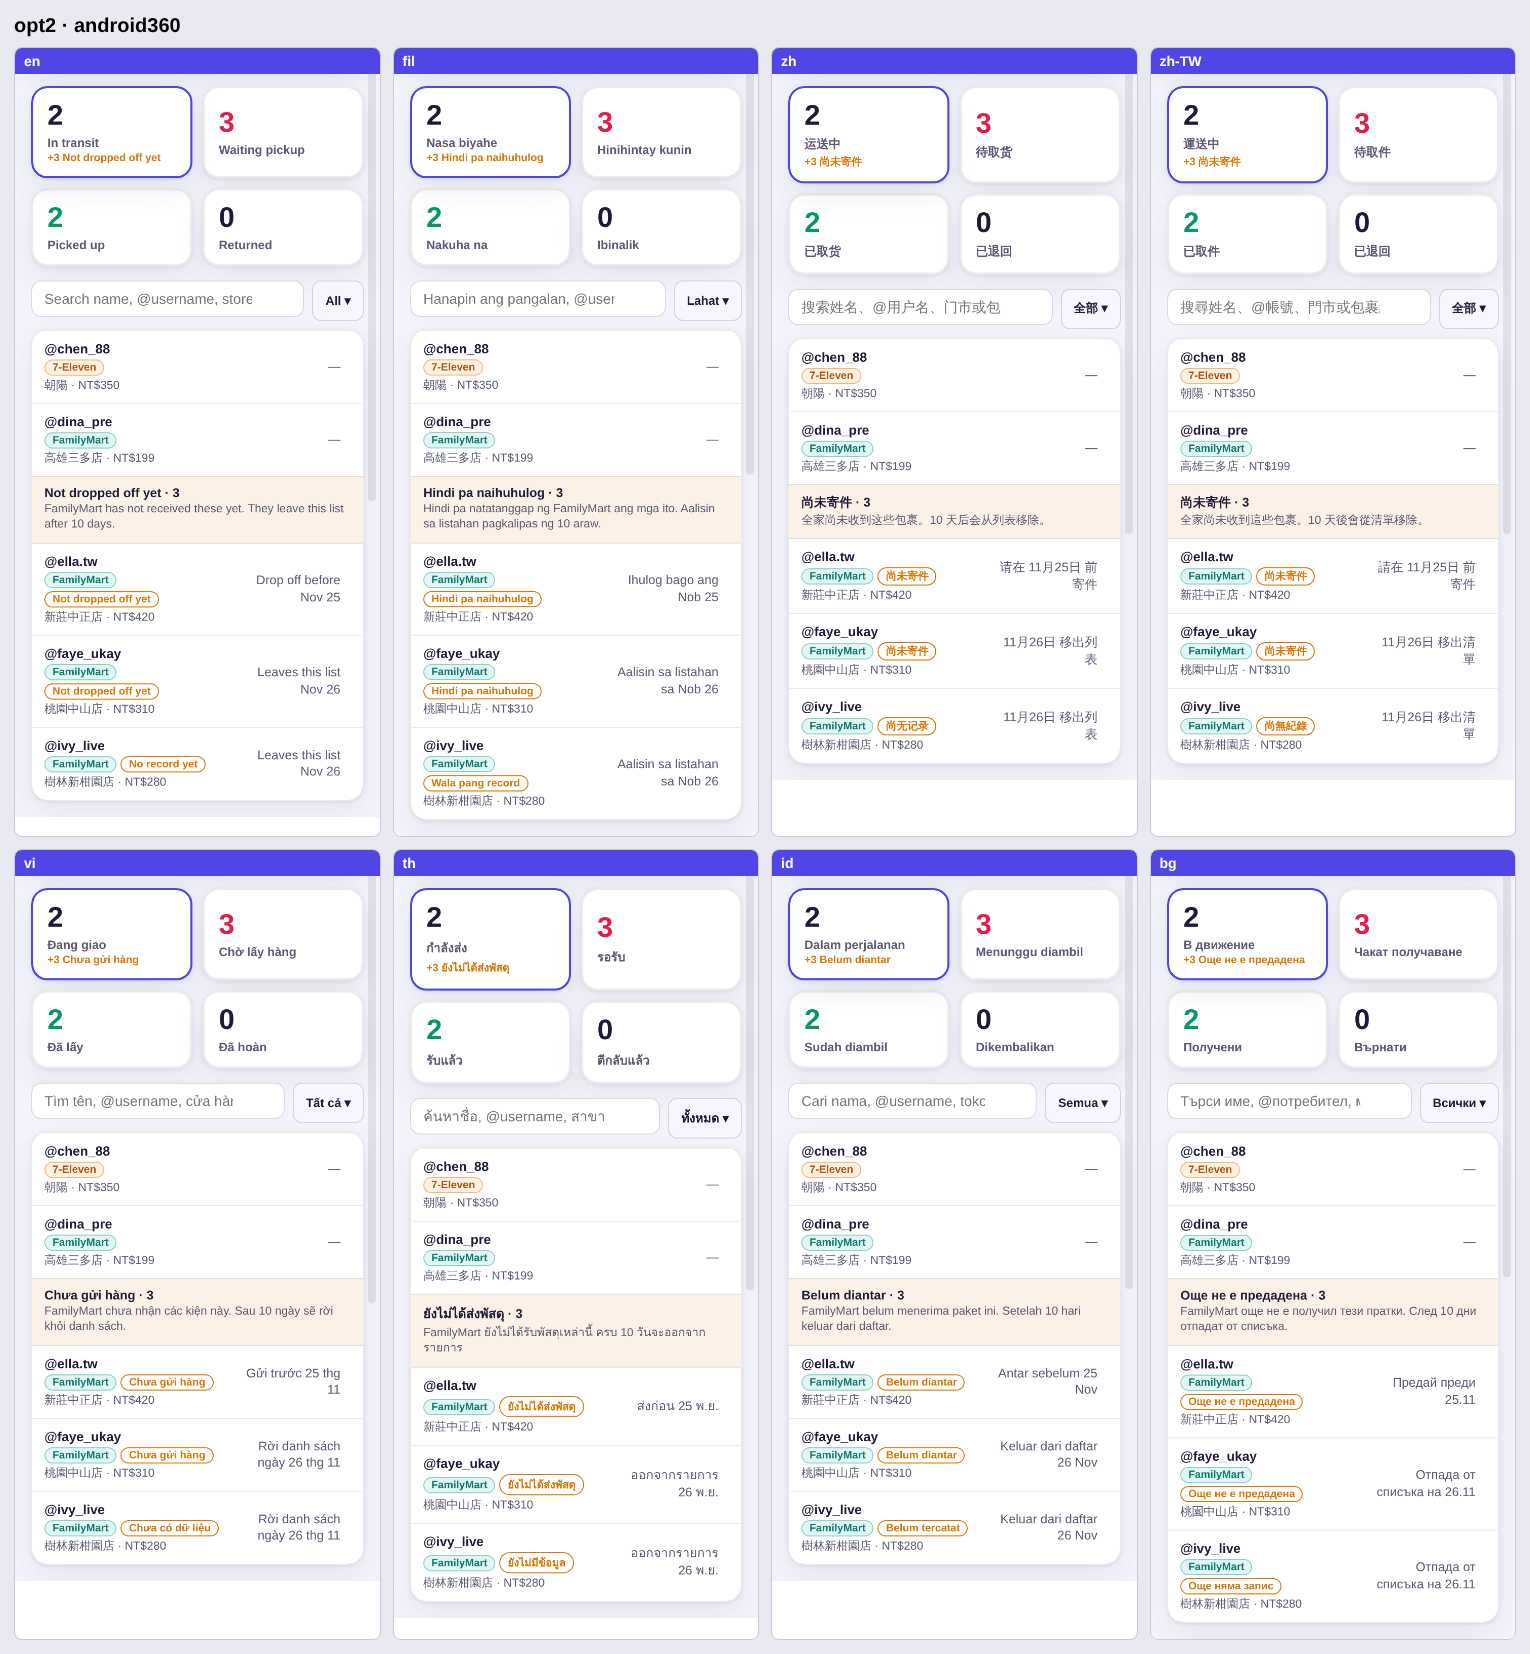 opt2 · android360
en
2
In transit
+3 Not dropped off yet
3
Waiting pickup
2
Picked up
0
Returned
Search name, @username, store
All ▾
@chen_88
7-Eleven
—
朝陽 · NT$350
@dina_pre
FamilyMart
—
高雄三多店 · NT$199
Not dropped off yet · 3
FamilyMart has not received these yet. They leave this list
after 10 days.
@ella.tw
FamilyMart
Not dropped off yet
新莊中正店 · NT$420
Drop off before
Nov 25
@faye_ukay
FamilyMart
Not dropped off yet
桃園中山店 · NT$310
Leaves this list
Nov 26
@ivy_live
FamilyMart No record yet
樹林新柑園店 · NT$280
Leaves this list
Nov 26
fil
2
Nasa biyahe
+3 Hindi pa naihuhulog
3
Hinihintay kunin
2
Nakuha na
0
Ibinalik
Hanapin ang pangalan, @user
Lahat ▾
@chen_88
7-Eleven
—
朝陽 · NT$350
@dina_pre
FamilyMart
—
高雄三多店 · NT$199
Hindi pa naihuhulog · 3
Hindi pa natatanggap ng FamilyMart ang mga ito. Aalisin
sa listahan pagkalipas ng 10 araw.
@ella.tw
FamilyMart
Hindi pa naihuhulog
新莊中正店 · NT$420
Ihulog bago ang
Nob 25
@faye_ukay
FamilyMart
Hindi pa naihuhulog
桃園中山店 · NT$310
Aalisin sa listahan
sa Nob 26
@ivy_live
FamilyMart
Wala pang record
樹林新柑園店 · NT$280
Aalisin sa listahan
sa Nob 26
zh
2
运送中
+3 尚未寄件
3
待取货
2
已取货
0
已退回
搜索姓名、@用户名、门市或包
全部 ▾
@chen_88
7-Eleven
—
朝陽 · NT$350
@dina_pre
FamilyMart
—
高雄三多店 · NT$199
尚未寄件 · 3
全家尚未收到这些包裹。10 天后会从列表移除。
@ella.tw
FamilyMart 尚未寄件
新莊中正店 · NT$420
请在 11月25日 前
寄件
@faye_ukay
FamilyMart 尚未寄件
桃園中山店 · NT$310
11月26日 移出列
表
@ivy_live
FamilyMart 尚无记录
樹林新柑園店 · NT$280
11月26日 移出列
表
zh-TW
2
運送中
+3 尚未寄件
3
待取件
2
已取件
0
已退回
搜尋姓名、@帳號、門市或包裹
全部 ▾
@chen_88
7-Eleven
—
朝陽 · NT$350
@dina_pre
FamilyMart
—
高雄三多店 · NT$199
尚未寄件 · 3
全家尚未收到這些包裹。10 天後會從清單移除。
@ella.tw
FamilyMart 尚未寄件
新莊中正店 · NT$420
請在 11月25日 前
寄件
@faye_ukay
FamilyMart 尚未寄件
桃園中山店 · NT$310
11月26日 移出清
單
@ivy_live
FamilyMart 尚無紀錄
樹林新柑園店 · NT$280
11月26日 移出清
單
vi
2
Đang giao
+3 Chưa gửi hàng
3
Chờ lấy hàng
2
Đã lấy
0
Đã hoàn
Tìm tên, @username, cửa hàn
Tất cả ▾
@chen_88
7-Eleven
—
朝陽 · NT$350
@dina_pre
FamilyMart
—
高雄三多店 · NT$199
Chưa gửi hàng · 3
FamilyMart chưa nhận các kiện này. Sau 10 ngày sẽ rời
khỏi danh sách.
@ella.tw
FamilyMart Chưa gửi hàng
新莊中正店 · NT$420
Gửi trước 25 thg
11
@faye_ukay
FamilyMart Chưa gửi hàng
桃園中山店 · NT$310
Rời danh sách
ngày 26 thg 11
@ivy_live
FamilyMart Chưa có dữ liệu
樹林新柑園店 · NT$280
Rời danh sách
ngày 26 thg 11
th
2
กำลังส่ง
+3 ยังไม่ได้ส่งพัสดุ
3
รอรับ
2
รับแล้ว
0
ตีกลับแล้ว
ค้นหาชื่อ, @username, สาขา
ทั้งหมด ▾
@chen_88
7-Eleven
—
朝陽 · NT$350
@dina_pre
FamilyMart
—
高雄三多店 · NT$199
ยังไม่ได้ส่งพัสดุ · 3
FamilyMart ยังไม่ได้รับพัสดุเหล่านี้ ครบ 10 วันจะออกจาก
รายการ
@ella.tw
FamilyMart ยังไม่ได้ส่งพัสดุ
新莊中正店 · NT$420
ส่งก่อน 25 พ.ย.
@faye_ukay
FamilyMart ยังไม่ได้ส่งพัสดุ
桃園中山店 · NT$310
ออกจากรายการ
26 พ.ย.
@ivy_live
FamilyMart ยังไม่มีข้อมูล
樹林新柑園店 · NT$280
ออกจากรายการ
26 พ.ย.
id
2
Dalam perjalanan
+3 Belum diantar
3
Menunggu diambil
2
Sudah diambil
0
Dikembalikan
Cari nama, @username, toko
Semua ▾
@chen_88
7-Eleven
—
朝陽 · NT$350
@dina_pre
FamilyMart
—
高雄三多店 · NT$199
Belum diantar · 3
FamilyMart belum menerima paket ini. Setelah 10 hari
keluar dari daftar.
@ella.tw
FamilyMart Belum diantar
新莊中正店 · NT$420
Antar sebelum 25
Nov
@faye_ukay
FamilyMart Belum diantar
桃園中山店 · NT$310
Keluar dari daftar
26 Nov
@ivy_live
FamilyMart Belum tercatat
樹林新柑園店 · NT$280
Keluar dari daftar
26 Nov
bg
2
В движение
+3 Още не е предадена
3
Чакат получаване
2
Получени
0
Върнати
Търси име, @потребител,
Всички ▾
@chen_88
7-Eleven
—
朝陽 · NT$350
@dina_pre
FamilyMart
—
高雄三多店 · NT$199
Още не е предадена · 3
FamilyMart още не е получил тези пратки. След 10 дни
отпадат от списъка.
@ella.tw
FamilyMart
Още не е предадена
新莊中正店 · NT$420
Предай преди
25.11
@faye_ukay
FamilyMart
Още не е предадена
桃園中山店 · NT$310
Отпада от
списъка на 26.11
@ivy_live
FamilyMart
Още няма запис
樹林新柑園店 · NT$280
Отпада от
списъка на 26.11